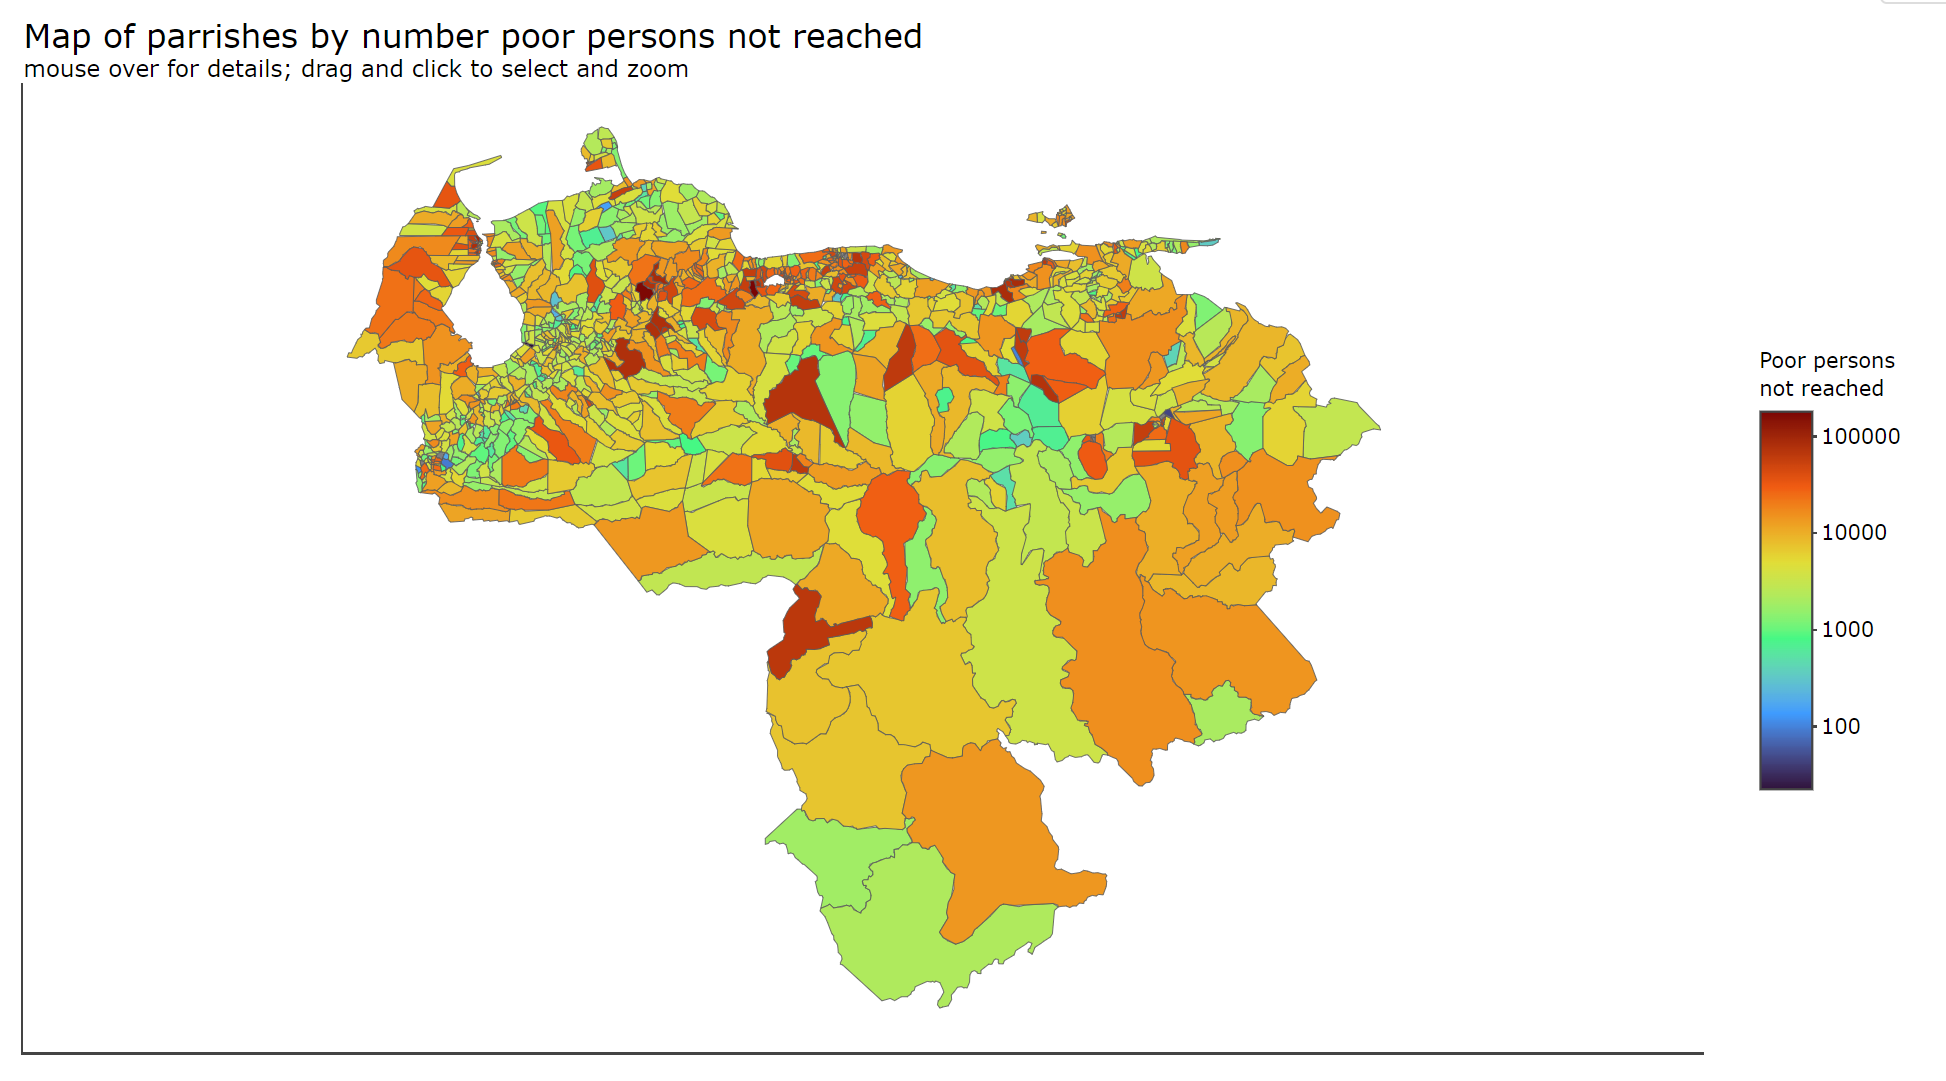 Map of parrishes by number poor persons not reached
mouse over for details; drag and click to select and zoom
Poor persons
not reached
100000
10000
1000
100